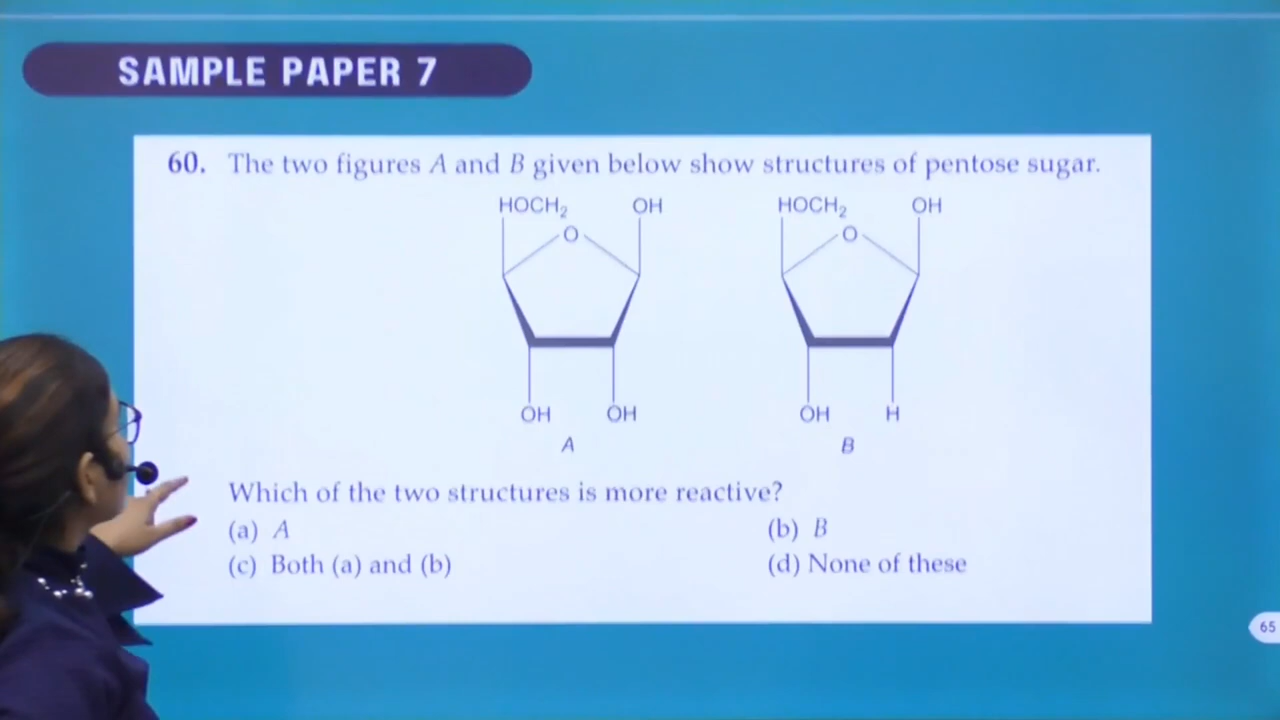 SAMPLE PAPER 7
60. The two figures A and B given below show structures of pentose sugar.
HOCH₂ OH HOCH₂ OH
O O
OH OH OH H
A B
Which of the two structures is more reactive?
(a) A (b) B
(c) Both (a) and (b) (d) None of these
65